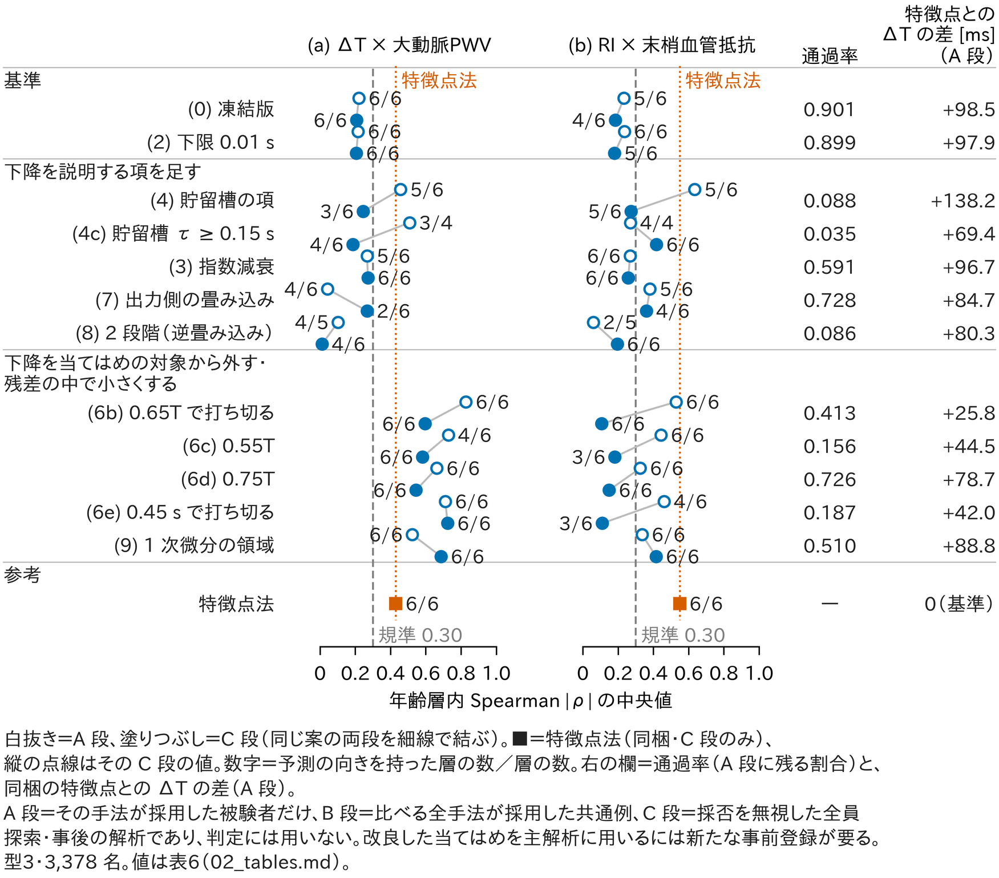 (a) ΔT × 大動脈PWV
(b) RI × 末梢血管抵抗
通過率
特徴点との
ΔT の差 [ms]
（A 段）
基準
特徴点法
特徴点法
(0) 凍結版
6/6
6/6
5/6
4/6
0.901
+98.5
(2) 下限 0.01 s
6/6
6/6
6/6
5/6
0.899
+97.9
下降を説明する項を足す
(4) 貯留槽の項
5/6
3/6
5/6
5/6
0.088
+138.2
(4c) 貯留槽 τ ≥ 0.15 s
3/4
4/6
4/4
6/6
0.035
+69.4
(3) 指数減衰
5/6
6/6
6/6
6/6
0.591
+96.7
(7) 出力側の畳み込み
4/6
2/6
5/6
4/6
0.728
+84.7
(8) 2 段階（逆畳み込み）
4/5
4/6
2/5
6/6
0.086
+80.3
下降を当てはめの対象から外す・
残差の中で小さくする
(6b) 0.65T で打ち切る
6/6
6/6
6/6
6/6
0.413
+25.8
(6c) 0.55T
4/6
6/6
6/6
3/6
0.156
+44.5
(6d) 0.75T
6/6
6/6
6/6
6/6
0.726
+78.7
(6e) 0.45 s で打ち切る
6/6
6/6
4/6
3/6
0.187
+42.0
(9) 1 次微分の領域
6/6
6/6
6/6
6/6
0.510
+88.8
参考
特徴点法
6/6
6/6
—
0（基準）
規準 0.30
規準 0.30
0 0.2 0.4 0.6 0.8 1.0
0 0.2 0.4 0.6 0.8 1.0
年齢層内 Spearman |ρ| の中央値
白抜き＝A 段、塗りつぶし＝C 段（同じ案の両段を細線で結ぶ）。■＝特徴点法（同梱・C 段のみ）、
縦の点線はその C 段の値。数字＝予測の向きを持った層の数／層の数。右の欄＝通過率（A 段に残る割合）と、
同梱の特徴点との ΔT の差（A 段）。
A 段＝その手法が採用した被験者だけ、B 段＝比べる全手法が採用した共通例、C 段＝採否を無視した全員
探索・事後の解析であり、判定には用いない。改良した当てはめを主解析に用いるには新たな事前登録が要る。
型3・3,378 名。値は表6（02_tables.md）。